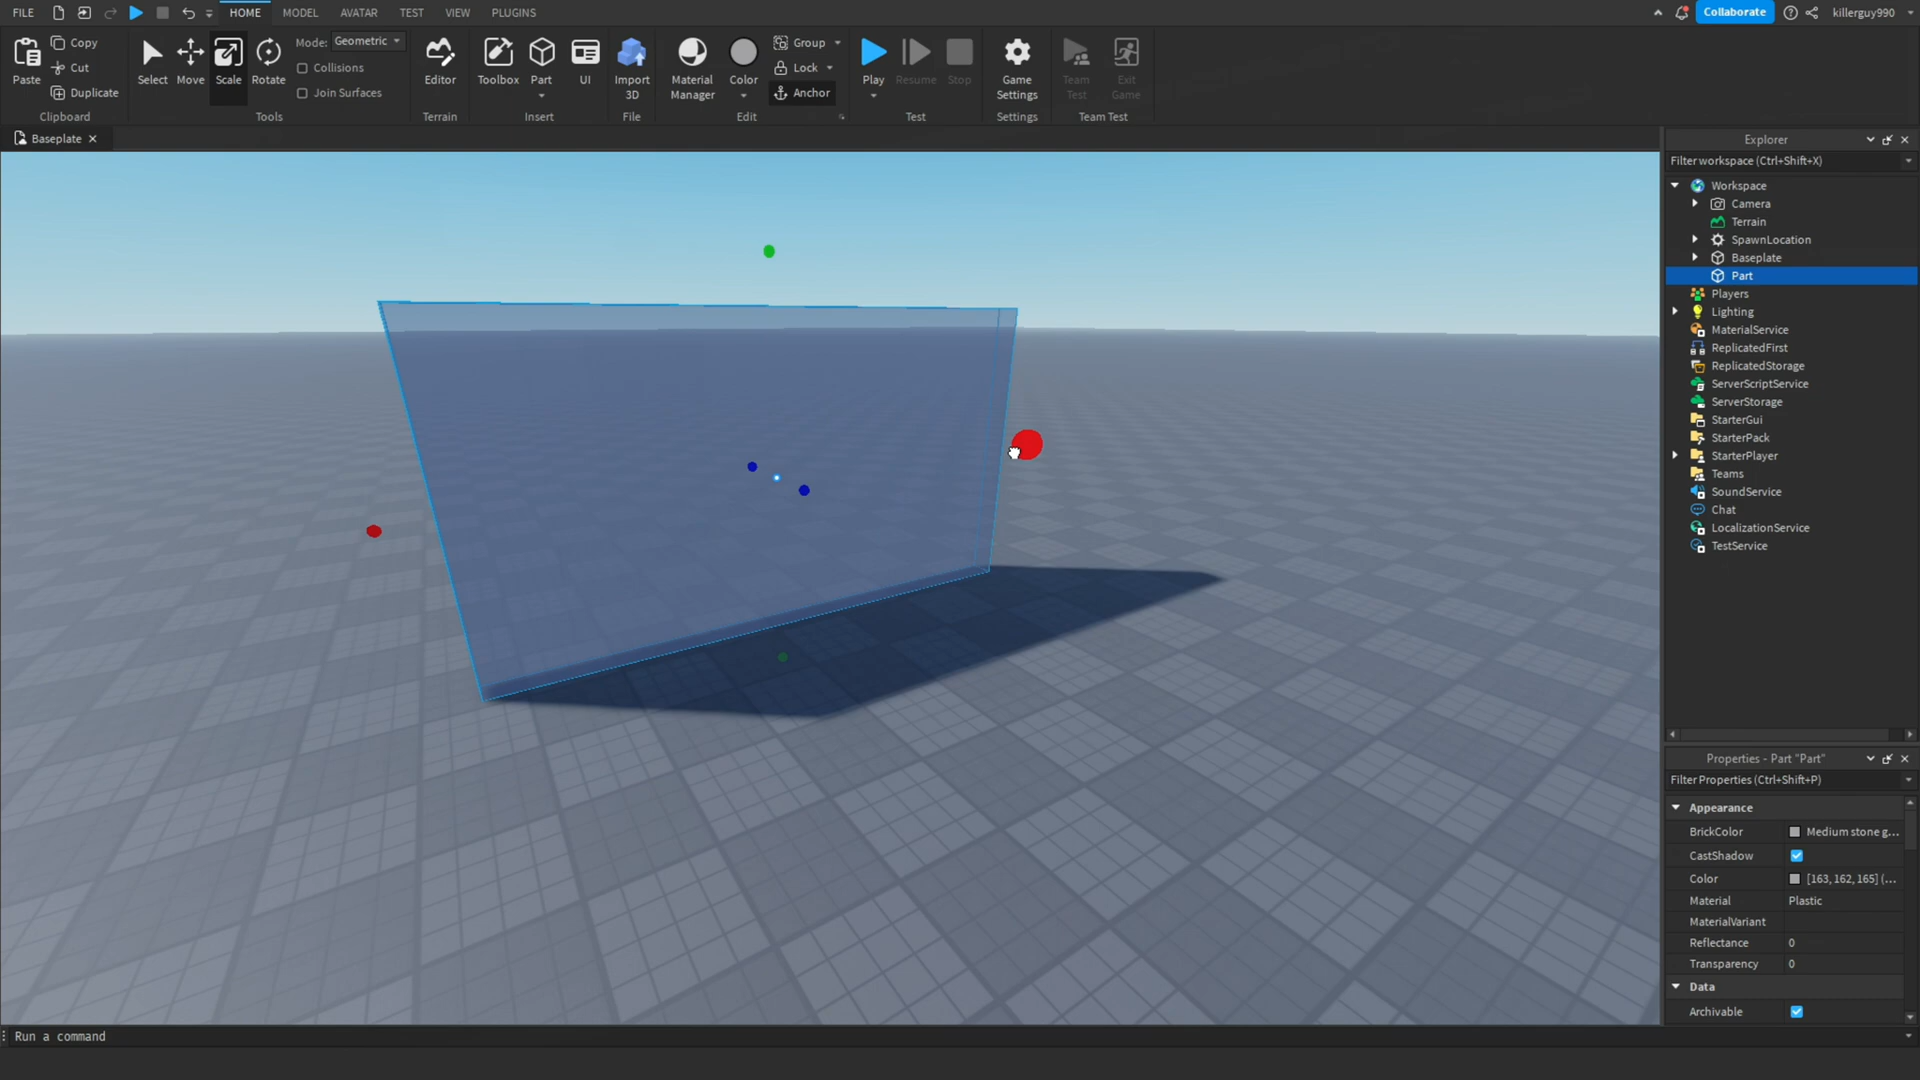 FILE HOME MODEL AVATAR TEST VIEW PLUGINS Collaborate killerguy990
Paste Copy Cut Duplicate Clipboard
Select Move Scale Rotate Mode: Geometric Collisions Join Surfaces Tools
Editor Terrain
Toolbox Part UI Insert
Import 3D File
Material Manager Color Group Lock Anchor Edit
Play Resume Stop Test
Game Settings Settings
Team Test Exit Game Team Test
Baseplate
Explorer
Filter workspace (Ctrl+Shift+X)
Workspace
Camera
Terrain
SpawnLocation
Baseplate
Part
Players
Lighting
MaterialService
ReplicatedFirst
ReplicatedStorage
ServerScriptService
ServerStorage
StarterGui
StarterPack
StarterPlayer
Teams
SoundService
Chat
LocalizationService
TestService
Properties - Part "Part"
Filter Properties (Ctrl+Shift+P)
Appearance
BrickColor Medium stone g...
CastShadow
Color [163, 162, 165] (...
Material Plastic
MaterialVariant
Reflectance 0
Transparency 0
Data
Archivable
Run a command